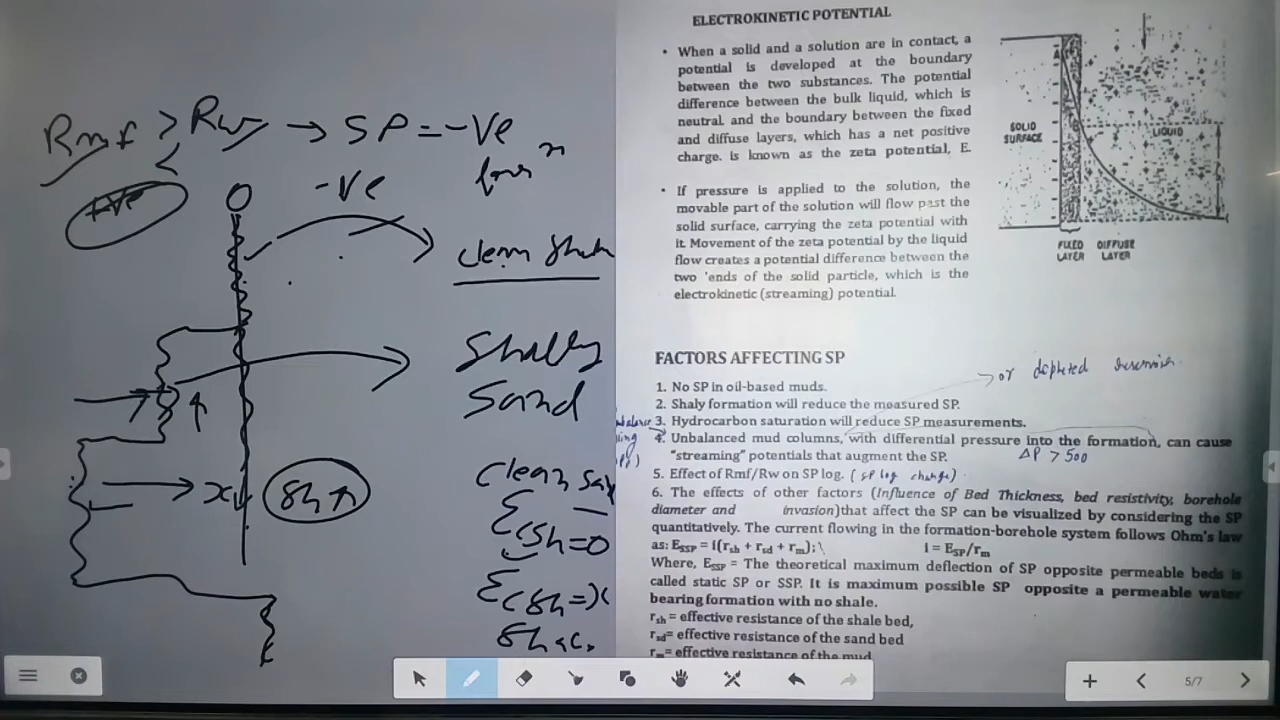 Rmf > Rw → SP = -Ve
<
+Ve
-Ve
for n
clean Shale
Shaly
Sand
Clean San
Sh n
E(Sh=0
E(Sh=x
ELECTROKINETIC POTENTIAL
• When a solid and a solution are in contact, a
potential is developed at the boundary
between the two substances. The potential
difference between the bulk liquid, which is
neutral and the boundary between the fixed
and diffuse layers, which has a net positive
charge. is known as the zeta potential, E.
• If pressure is applied to the solution, the
movable part of the solution will flow past the
solid surface, carrying the zeta potential with
it. Movement of the zeta potential by the liquid
flow creates a potential difference between the
two 'ends of the solid particle, which is the
electrokinetic (streaming) potential.
SOLID
SURFACE
LIQUID
FIXED
LAYER
DIFFUSE
LAYER
FACTORS AFFECTING SP
→ or depleted
1. No SP in oil-based muds.
2. Shaly formation will reduce the measured SP.
3. Hydrocarbon saturation will reduce SP measurements.
4. Unbalanced mud columns, with differential pressure into the formation, can cause
"streaming" potentials that augment the SP.
ΔP > 500
5. Effect of Rmf/Rw on SP log. (SP log change).
6. The effects of other factors (Influence of Bed Thickness, bed resistivity, borehole
diameter and invasion)that affect the SP can be visualized by considering the SP
quantitatively. The current flowing in the formation-borehole system follows Ohm's law
as: ESSP = I(rsh + rsd + rm); I = ESP/rm
Where, ESSP = The theoretical maximum deflection of SP opposite permeable beds is
called static SP or SSP. It is maximum possible SP opposite a permeable water
bearing formation with no shale.
rsh = effective resistance of the shale bed,
rsd= effective resistance of the sand bed
rm= effective resistance of the mud
5/7